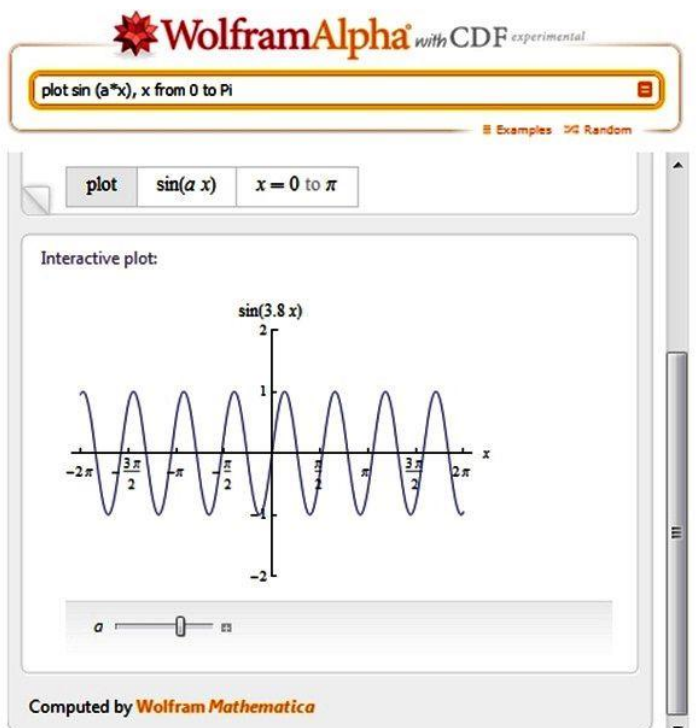 WolframAlpha with CDF experimental
plot sin (a*x), x from 0 to Pi
Examples Random
plot sin(a x) x = 0 to π
Interactive plot:
sin(3.8 x)
2
1
x
-2π -3π/2 -π -π/2 π/2 π 3π/2 2π
-1
-2
a
Computed by Wolfram Mathematica